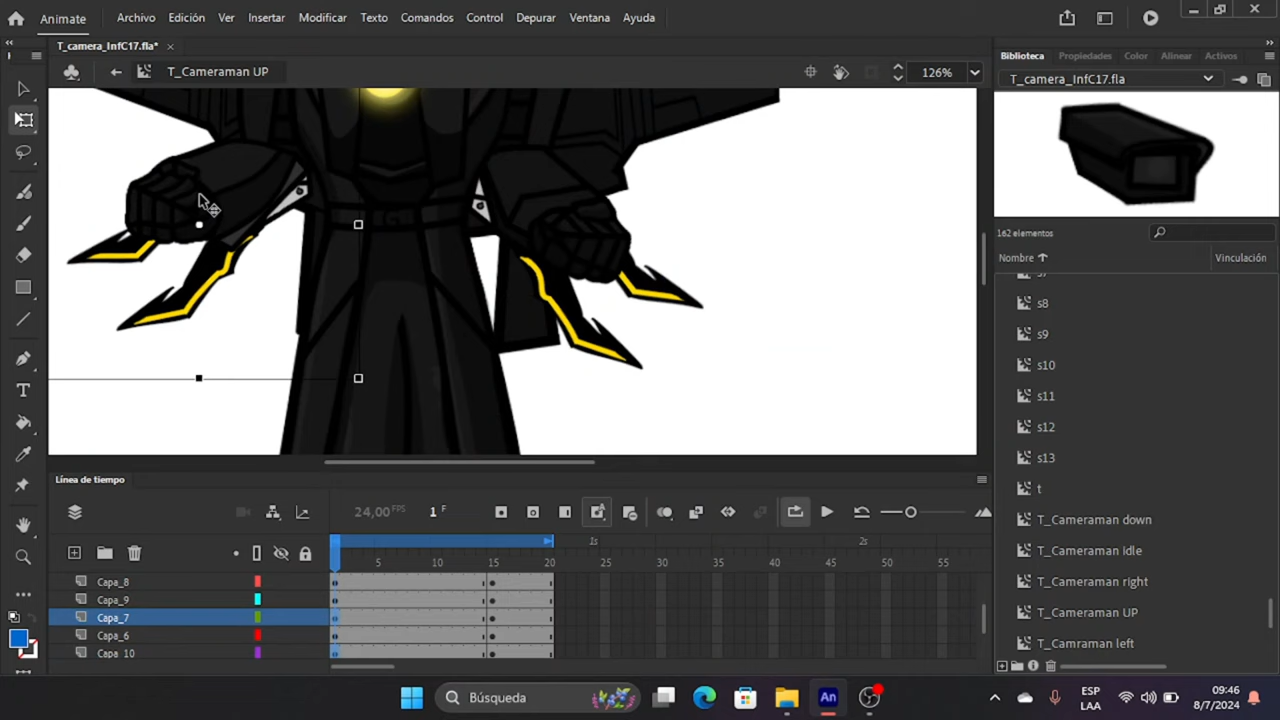 Animate Archivo Edición Ver Insertar Modificar Texto Comandos Control Depurar Ventana Ayuda
T_camera_InfC17.fla*
T_Cameraman UP
126%
Biblioteca Propiedades Color Alinear Activos
T_camera_InfC17.fla
162 elementos
Nombre Vinculación
s8
s9
s10
s11
s12
s13
t
T_Cameraman down
T_Cameraman Idle
T_Cameraman right
T_Cameraman UP
T_Camraman left
Línea de tiempo
24,00 FPS 1 F
1s 2s
5 10 15 20 25 30 35 40 45 50 55
Capa_8
Capa_9
Capa_7
Capa_6
Capa_10
Búsqueda
ESP
LAA
09:46
8/7/2024